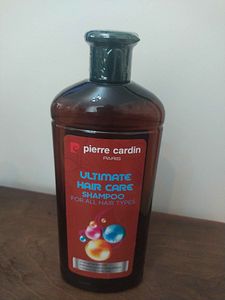 pierre cardin
PARIS
ULTIMATE
HAIR CARE
SHAMPOO
FOR ALL HAIR TYPES